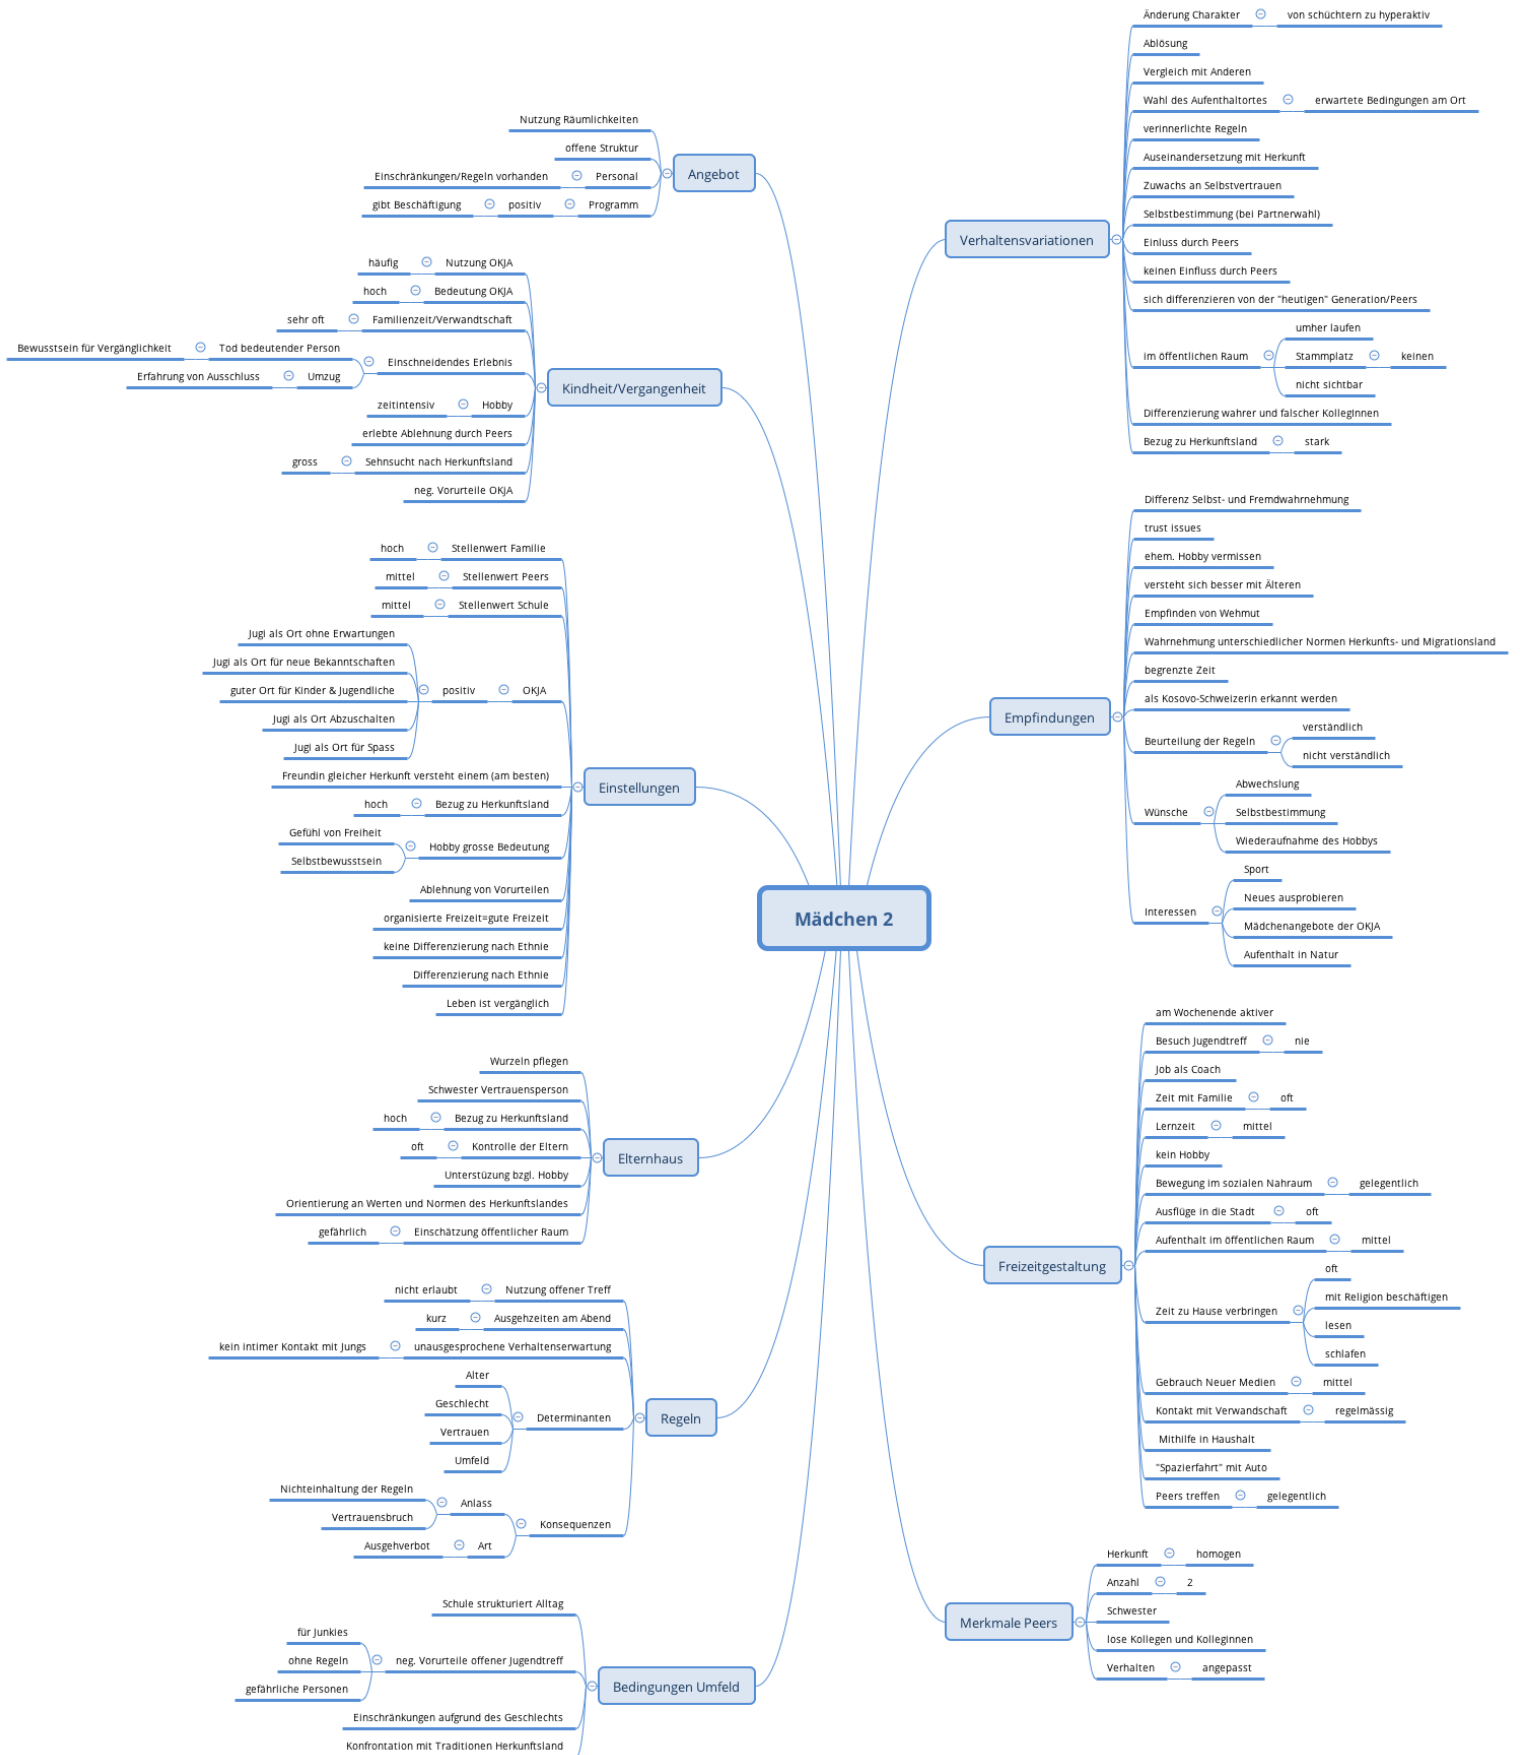 Mädchen 2
Angebot
Nutzung Räumlichkeiten
offene Struktur
Einschränkungen/Regeln vorhanden Personal
gibt Beschäftigung positiv Programm
Kindheit/Vergangenheit
häufig Nutzung OKJA
hoch Bedeutung OKJA
sehr oft Familienzeit/Verwandtschaft
Bewusstsein für Vergänglichkeit Tod bedeutender Person
Einschneidendes Erlebnis
Erfahrung von Ausschluss Umzug
zeitintensiv Hobby
erlebte Ablehnung durch Peers
gross Sehnsucht nach Herkunftsland
neg. Vorurteile OKJA
Einstellungen
hoch Stellenwert Familie
mittel Stellenwert Peers
mittel Stellenwert Schule
Jugi als Ort ohne Erwartungen
Jugi als Ort für neue Bekanntschaften
guter Ort für Kinder & Jugendliche positiv OKJA
Jugi als Ort Abzuschalten
Jugi als Ort für Spass
Freundin gleicher Herkunft versteht einem (am besten)
hoch Bezug zu Herkunftsland
Gefühl von Freiheit
Hobby grosse Bedeutung
Selbstbewusstsein
Ablehnung von Vorurteilen
organisierte Freizeit=gute Freizeit
keine Differenzierung nach Ethnie
Differenzierung nach Ethnie
Leben ist vergänglich
Elternhaus
Wurzeln pflegen
Schwester Vertrauensperson
hoch Bezug zu Herkunftsland
oft Kontrolle der Eltern
Unterstüzung bzgl. Hobby
Orientierung an Werten und Normen des Herkunftslandes
gefährlich Einschätzung öffentlicher Raum
Regeln
nicht erlaubt Nutzung offener Treff
kurz Ausgehzeiten am Abend
kein intimer Kontakt mit Jungs unausgesprochene Verhaltenserwartung
Alter
Geschlecht
Determinanten
Vertrauen
Umfeld
Nichteinhaltung der Regeln
Anlass
Vertrauensbruch
Konsequenzen
Ausgehverbot Art
Bedingungen Umfeld
Schule strukturiert Alltag
für Junkies
ohne Regeln neg. Vorurteile offener Jugendtreff
gefährliche Personen
Einschränkungen aufgrund des Geschlechts
Konfrontation mit Traditionen Herkunftsland
Verhaltensvariationen
Änderung Charakter von schüchtern zu hyperaktiv
Ablösung
Vergleich mit Anderen
Wahl des Aufenthaltortes erwartete Bedingungen am Ort
verinnerlichte Regeln
Auseinandersetzung mit Herkunft
Zuwachs an Selbstvertrauen
Selbstbestimmung (bei Partnerwahl)
Einluss durch Peers
keinen Einfluss durch Peers
sich differenzieren von der "heutigen" Generation/Peers
umher laufen
im öffentlichen Raum Stammplatz keinen
nicht sichtbar
Differenzierung wahrer und falscher KollegInnen
Bezug zu Herkunftsland stark
Empfindungen
Differenz Selbst- und Fremdwahrnehmung
trust issues
ehem. Hobby vermissen
versteht sich besser mit Älteren
Empfinden von Wehmut
Wahrnehmung unterschiedlicher Normen Herkunfts- und Migrationsland
begrenzte Zeit
als Kosovo-Schweizerin erkannt werden
verständlich
Beurteilung der Regeln
nicht verständlich
Abwechslung
Wünsche Selbstbestimmung
Wiederaufnahme des Hobbys
Sport
Neues ausprobieren
Interessen
Mädchenangebote der OKJA
Aufenthalt in Natur
Freizeitgestaltung
am Wochenende aktiver
Besuch Jugendtreff nie
Job als Coach
Zeit mit Familie oft
Lernzeit mittel
kein Hobby
Bewegung im sozialen Nahraum gelegentlich
Ausflüge in die Stadt oft
Aufenthalt im öffentlichen Raum mittel
oft
mit Religion beschäftigen
Zeit zu Hause verbringen
lesen
schlafen
Gebrauch Neuer Medien mittel
Kontakt mit Verwandschaft regelmässig
Mithilfe in Haushalt
"Spazierfahrt" mit Auto
Peers treffen gelegentlich
Merkmale Peers
Herkunft homogen
Anzahl 2
Schwester
lose Kollegen und Kolleginnen
Verhalten angepasst